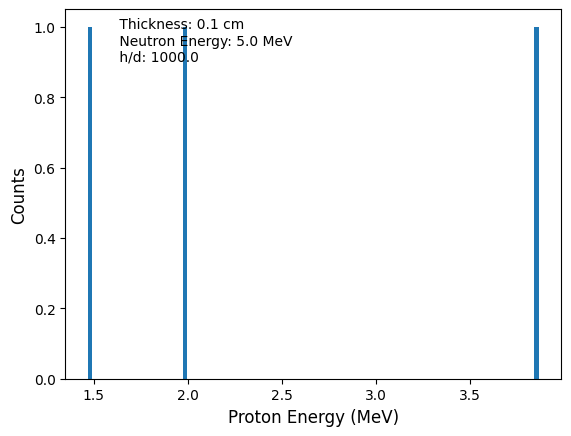 Thickness: 0.1 cm
Neutron Energy: 5.0 MeV
h/d: 1000.0
1.0
0.8
0.6
0.4
0.2
0.0
Counts
1.5
2.0
2.5
3.0
3.5
Proton Energy (MeV)